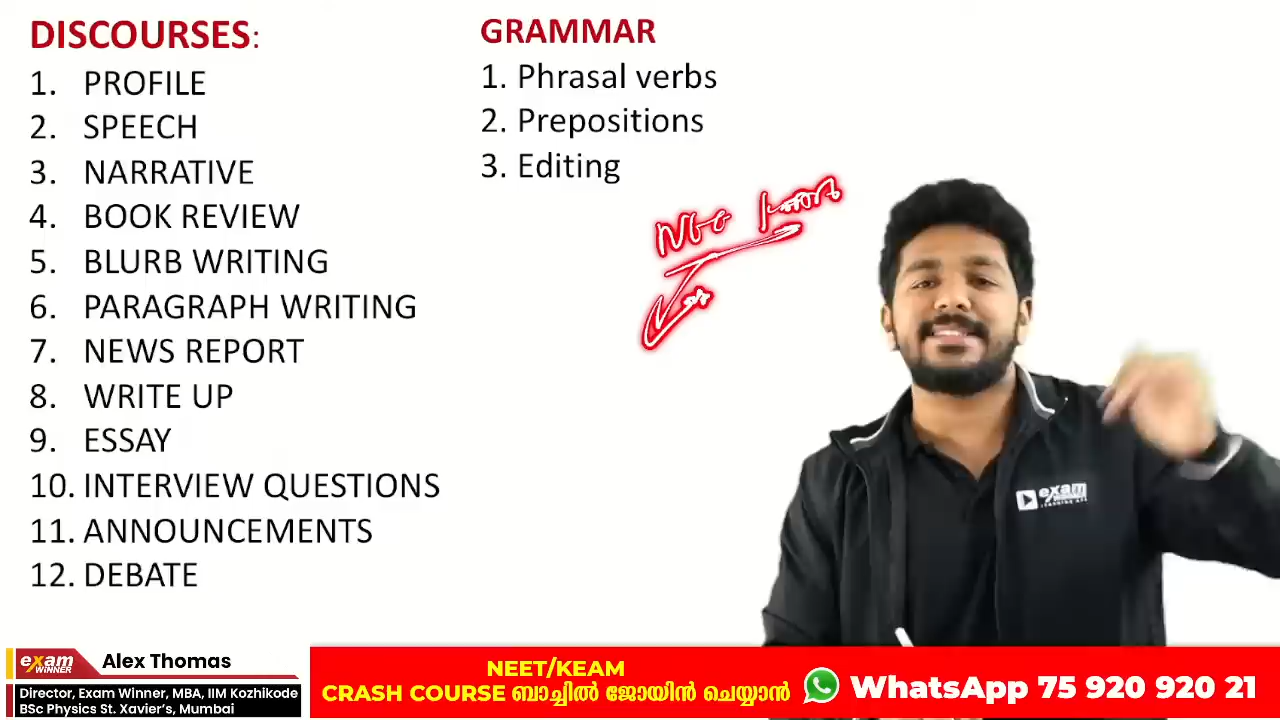 DISCOURSES:
1. PROFILE
2. SPEECH
3. NARRATIVE
4. BOOK REVIEW
5. BLURB WRITING
6. PARAGRAPH WRITING
7. NEWS REPORT
8. WRITE UP
9. ESSAY
10. INTERVIEW QUESTIONS
11. ANNOUNCEMENTS
12. DEBATE
GRAMMAR
1. Phrasal verbs
2. Prepositions
3. Editing
exam
exam
WINNER
Alex Thomas
Director, Exam Winner, MBA, IIM Kozhikode
BSc Physics St. Xavier's, Mumbai
NEET/KEAM
CRASH COURSE ബാച്ചിൽ ജോയിൻ ചെയ്യാൻ
WhatsApp 75 920 920 21